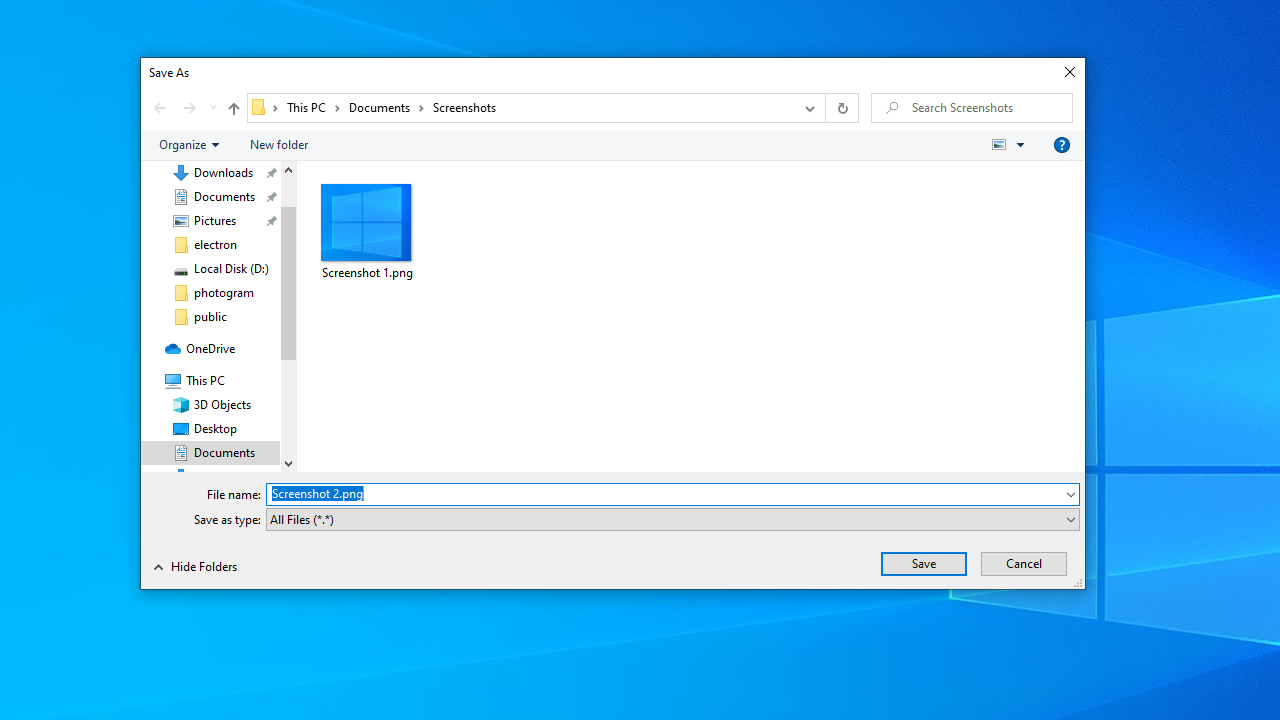 Save As
This PC
Documents
Screenshots
Search Screenshots
Organize
New folder
Downloads
Documents
Pictures
electron
Local Disk (D:)
photogram
public
OneDrive
This PC
3D Objects
Desktop
Documents
Screenshot 1.png
File name: Screenshot 2.png
Save as type: All Files (*.*)
Hide Folders
Save
Cancel